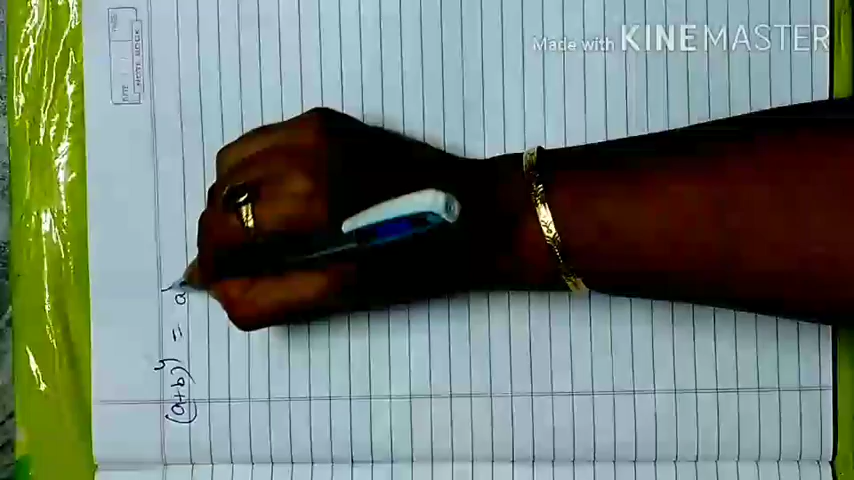 Made with KINEMASTER
NOTE BOOK
(a+b)⁴ = a